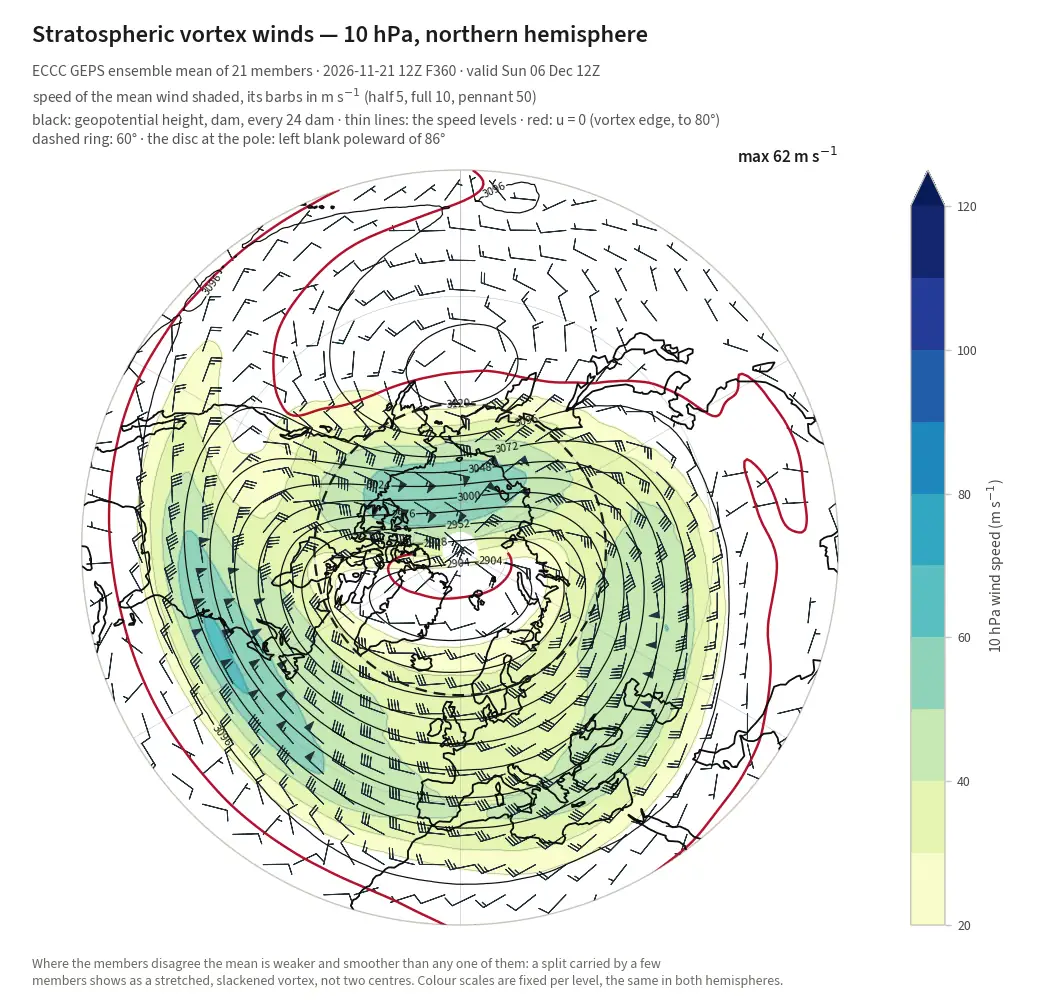 Stratospheric vortex winds — 10 hPa, northern hemisphere
ECCC GEPS ensemble mean of 21 members · 2026-11-21 12Z F360 · valid Sun 06 Dec 12Z
speed of the mean wind shaded, its barbs in m s⁻¹ (half 5, full 10, pennant 50)
black: geopotential height, dam, every 24 dam · thin lines: the speed levels · red: u = 0 (vortex edge, to 80°)
dashed ring: 60° · the disc at the pole: left blank poleward of 86°
max 62 m s⁻¹
3096
3096
3120
3096
3072
3048
3024
3000
2976
2952
2928
2904
2904
3096
120
100
80
60
40
20
10 hPa wind speed (m s⁻¹)
Where the members disagree the mean is weaker and smoother than any one of them: a split carried by a few
members shows as a stretched, slackened vortex, not two centres. Colour scales are fixed per level, the same in both hemispheres.